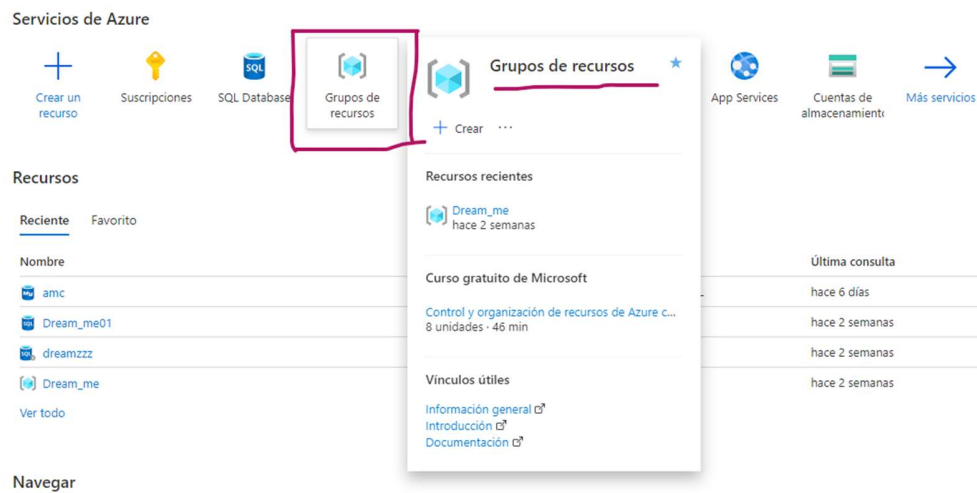 Servicios de Azure
Crear un
recurso
Suscripciones
SQL
SQL Database
Grupos de
recursos
Grupos de recursos
Crear
App Services
Cuentas de
almacenamiento
Más servicios
Recursos
Reciente Favorito
Nombre
Última consulta
amc
hace 6 días
SQL
Dream_me01
hace 2 semanas
SQL
dreamzzz
hace 2 semanas
Dream_me
hace 2 semanas
Ver todo
Recursos recientes
Dream_me
hace 2 semanas
Curso gratuito de Microsoft
Control y organización de recursos de Azure c...
8 unidades · 46 min
Vínculos útiles
Información general
Introducción
Documentación
Navegar